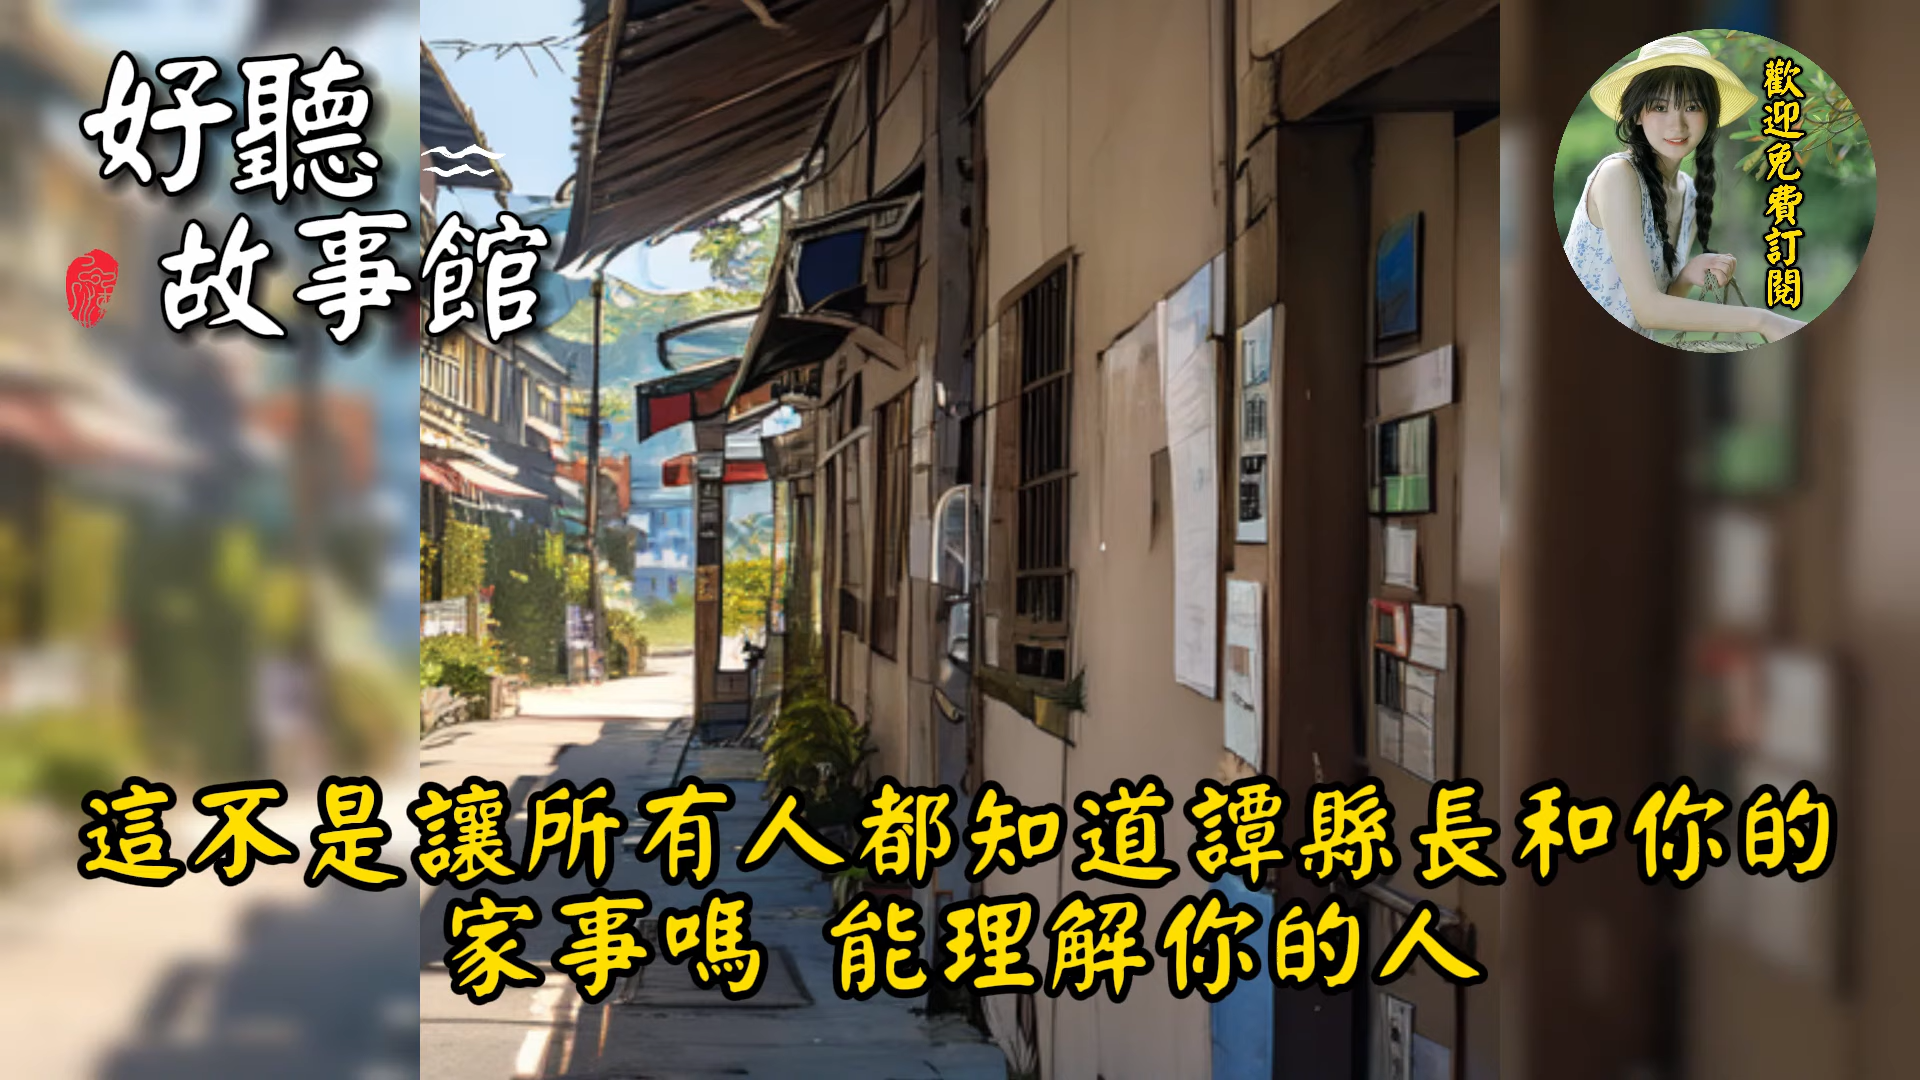 好聽
故事館
歡迎免費訂閱
這不是讓所有人都知道譚縣長和你的
家事嗎 能理解你的人